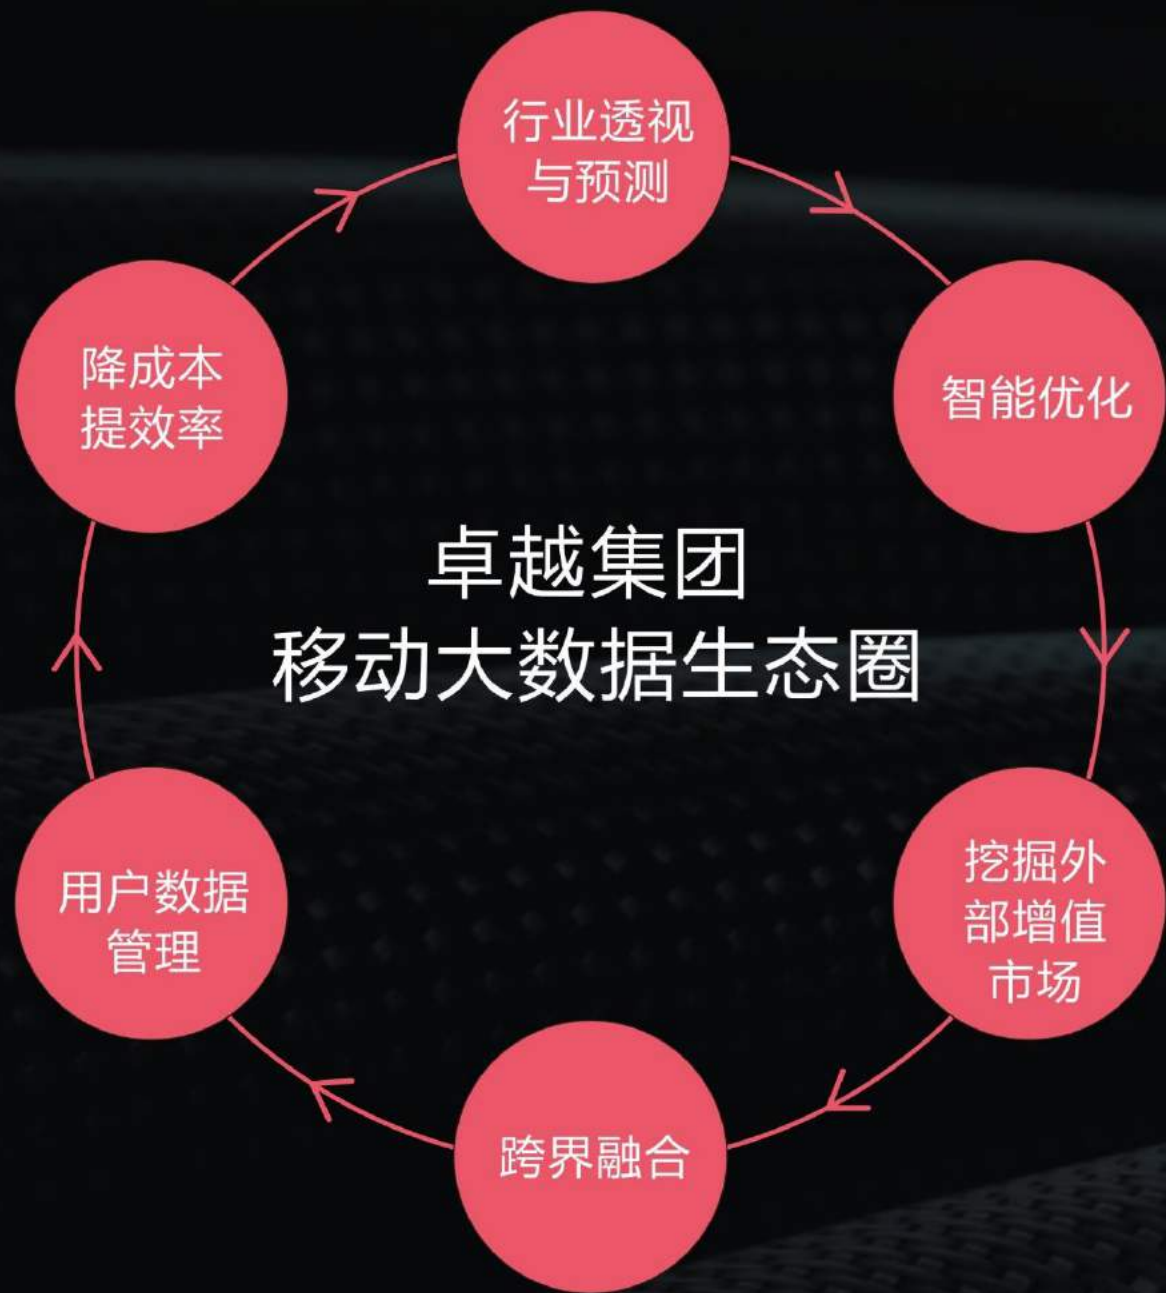 行业透视
与预测
降成本
提效率
智能优化
卓越集团
移动大数据生态圈
用户数据
管理
挖掘外
部增值
市场
跨界融合